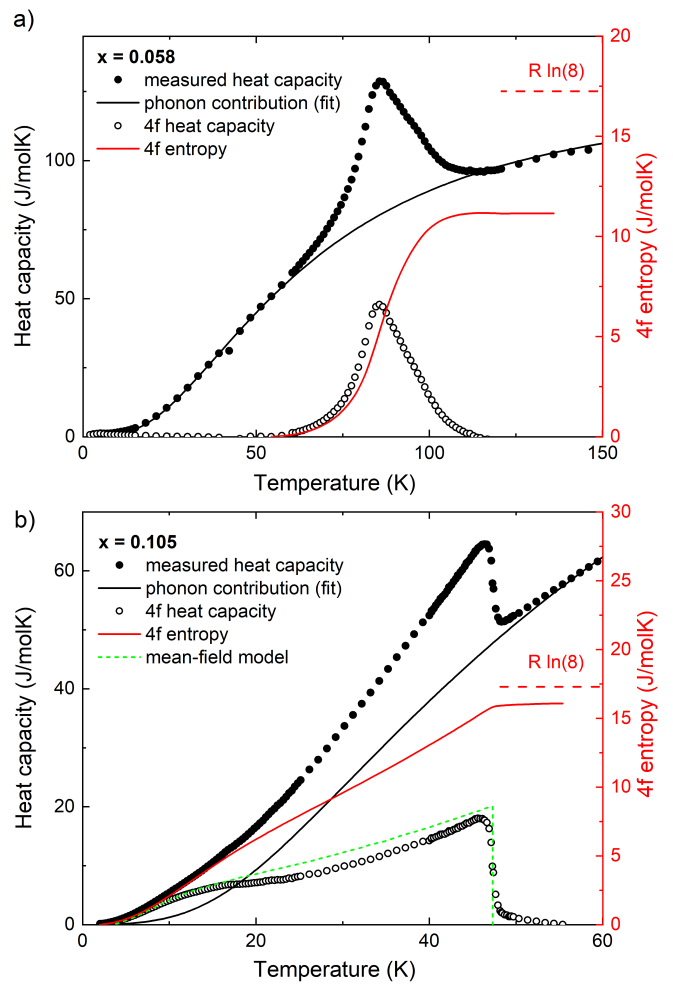 a)
x = 0.058
measured heat capacity
phonon contribution (fit)
4f heat capacity
4f entropy
R ln(8)
Heat capacity (J/molK)
0
50
100
4f entropy (J/molK)
0
5
10
15
20
0
50
100
150
Temperature (K)
b)
x = 0.105
measured heat capacity
phonon contribution (fit)
4f heat capacity
4f entropy
mean-field model
R ln(8)
Heat capacity (J/molK)
0
20
40
60
4f entropy (J/molK)
0
5
10
15
20
25
30
0
20
40
60
Temperature (K)